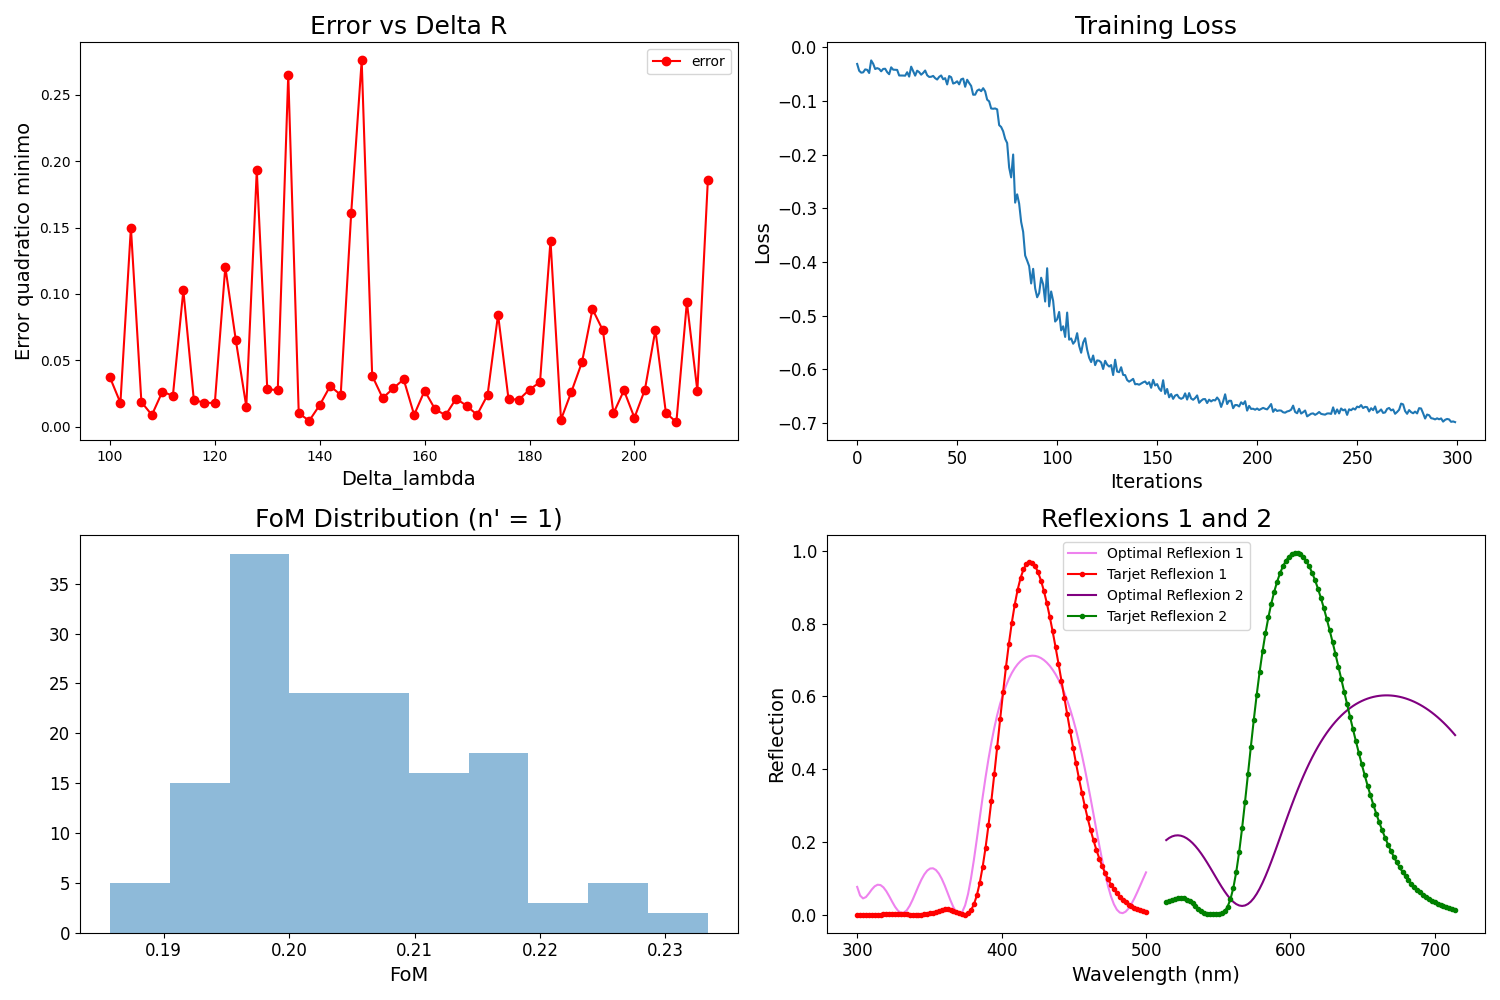 Error vs Delta R
error
Error quadratico minimo
0.25
0.20
0.15
0.10
0.05
0.00
100 120 140 160 180 200
Delta_lambda
Training Loss
Loss
0.0
−0.1
−0.2
−0.3
−0.4
−0.5
−0.6
−0.7
0 50 100 150 200 250 300
Iterations
FoM Distribution (n' = 1)
35
30
25
20
15
10
5
0
0.19 0.20 0.21 0.22 0.23
FoM
Reflexions 1 and 2
Optimal Reflexion 1
Tarjet Reflexion 1
Optimal Reflexion 2
Tarjet Reflexion 2
Reflection
1.0
0.8
0.6
0.4
0.2
0.0
300 400 500 600 700
Wavelength (nm)